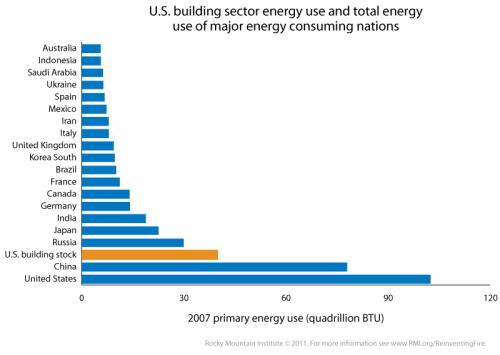 U.S. building sector energy use and total energy
use of major energy consuming nations
Australia
Indonesia
Saudi Arabia
Ukraine
Spain
Mexico
Iran
Italy
United Kingdom
Korea South
Brazil
France
Canada
Germany
India
Japan
Russia
U.S. building stock
China
United States
0 30 60 90 120
2007 primary energy use (quadrillion BTU)
Rocky Mountain Institute © 2011. For more information see www.RMI.org/ReinventingFire.